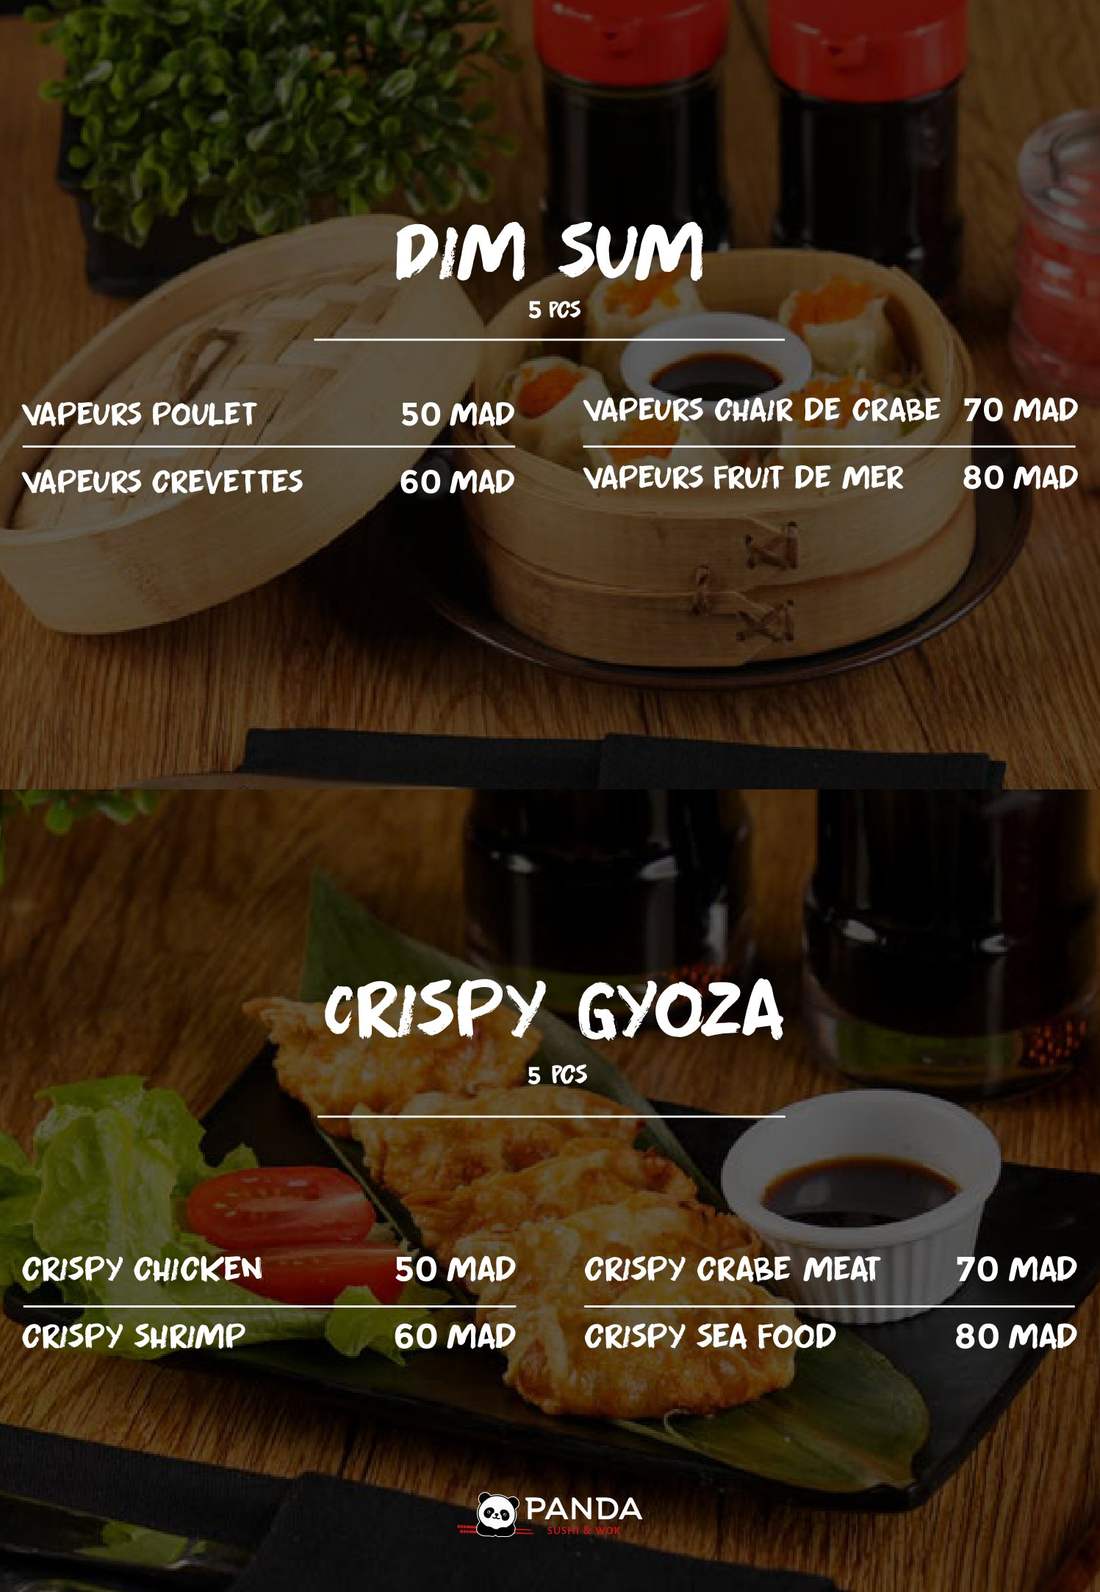 DIM SUM
5 PCS
VAPEURS POULET 50 MAD
VAPEURS CREVETTES 60 MAD
VAPEURS CHAIR DE CRABE 70 MAD
VAPEURS FRUIT DE MER 80 MAD
CRISPY GYOZA
5 PCS
CRISPY CHICKEN 50 MAD
CRISPY SHRIMP 60 MAD
CRISPY CRABE MEAT 70 MAD
CRISPY SEA FOOD 80 MAD
PANDA
SUSHI & WOK